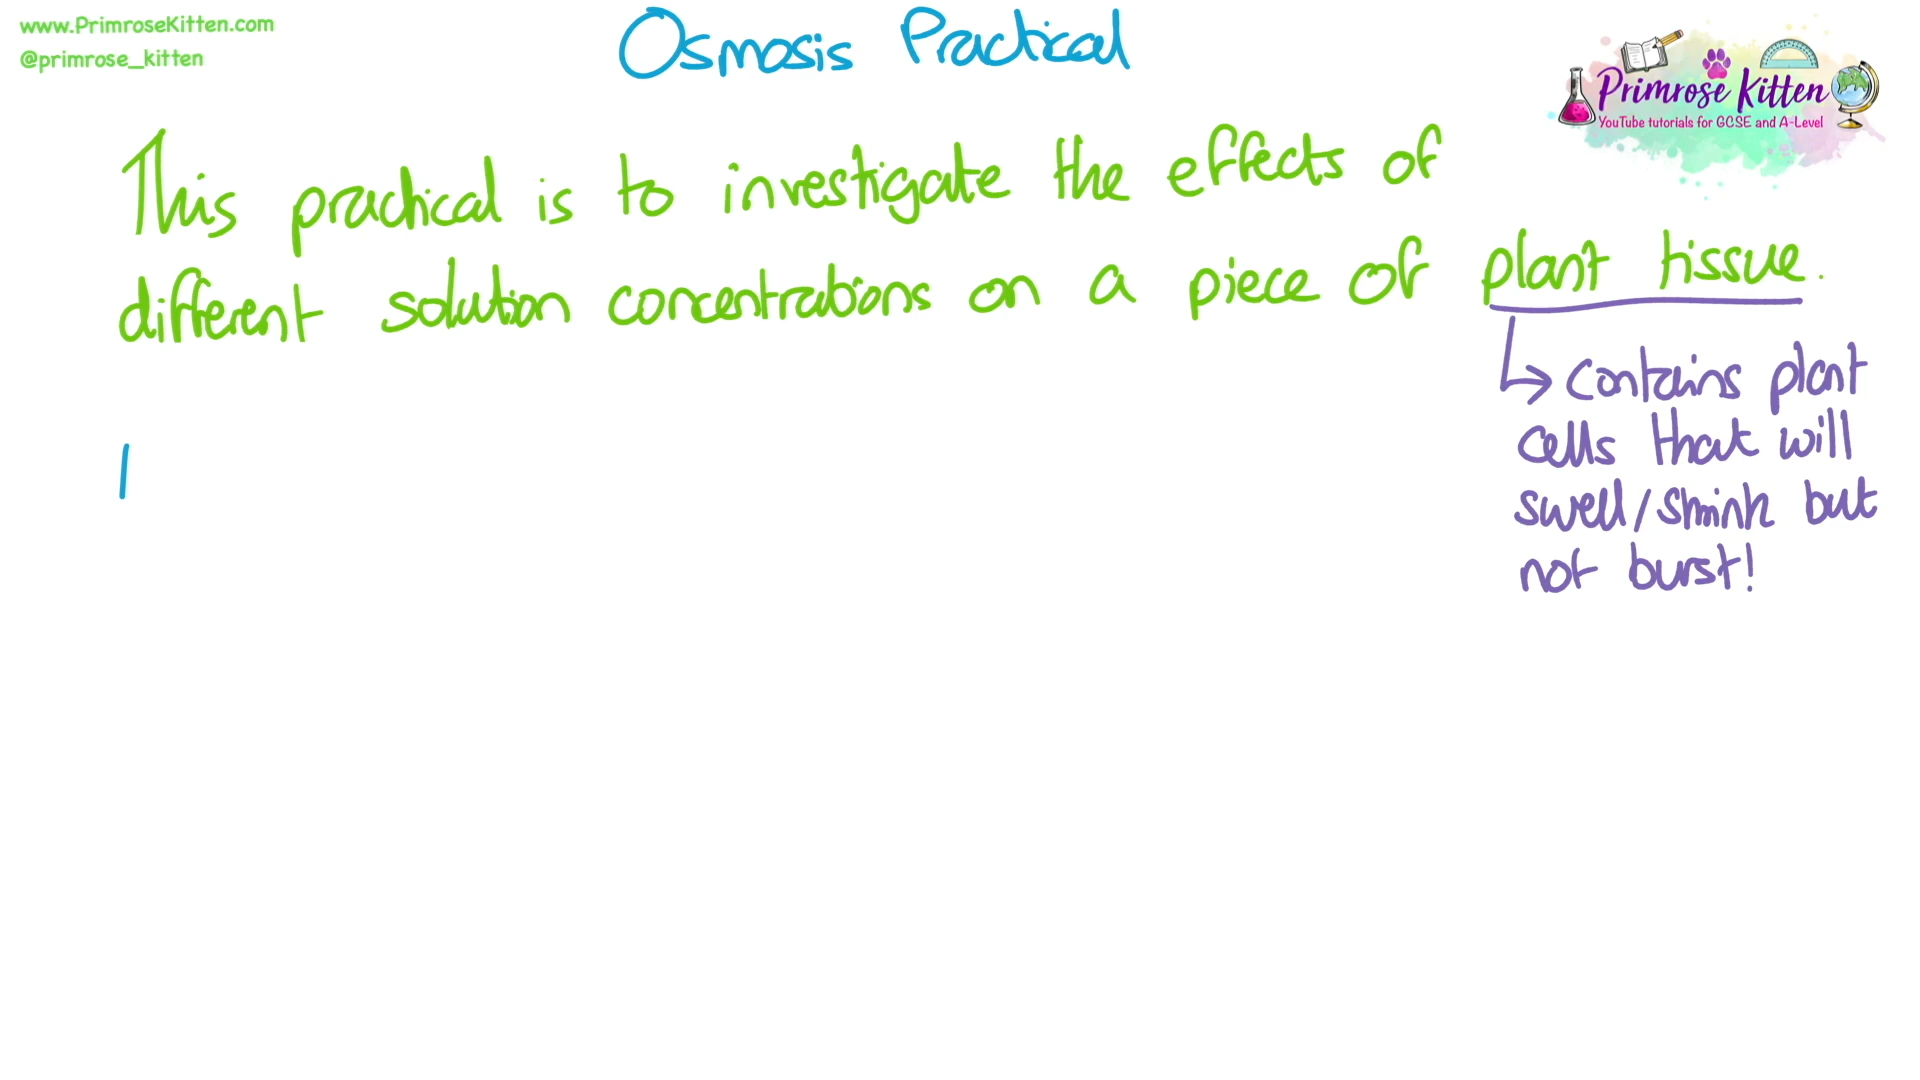 www.PrimroseKitten.com
@primrose_kitten
Osmosis Practical
Primrose Kitten
YouTube tutorials for GCSE and A-Level
This practical is to investigate the effects of
different solution concentrations on a piece of plant tissue.
→ contains plant
cells that will
swell/shrink but
not burst!